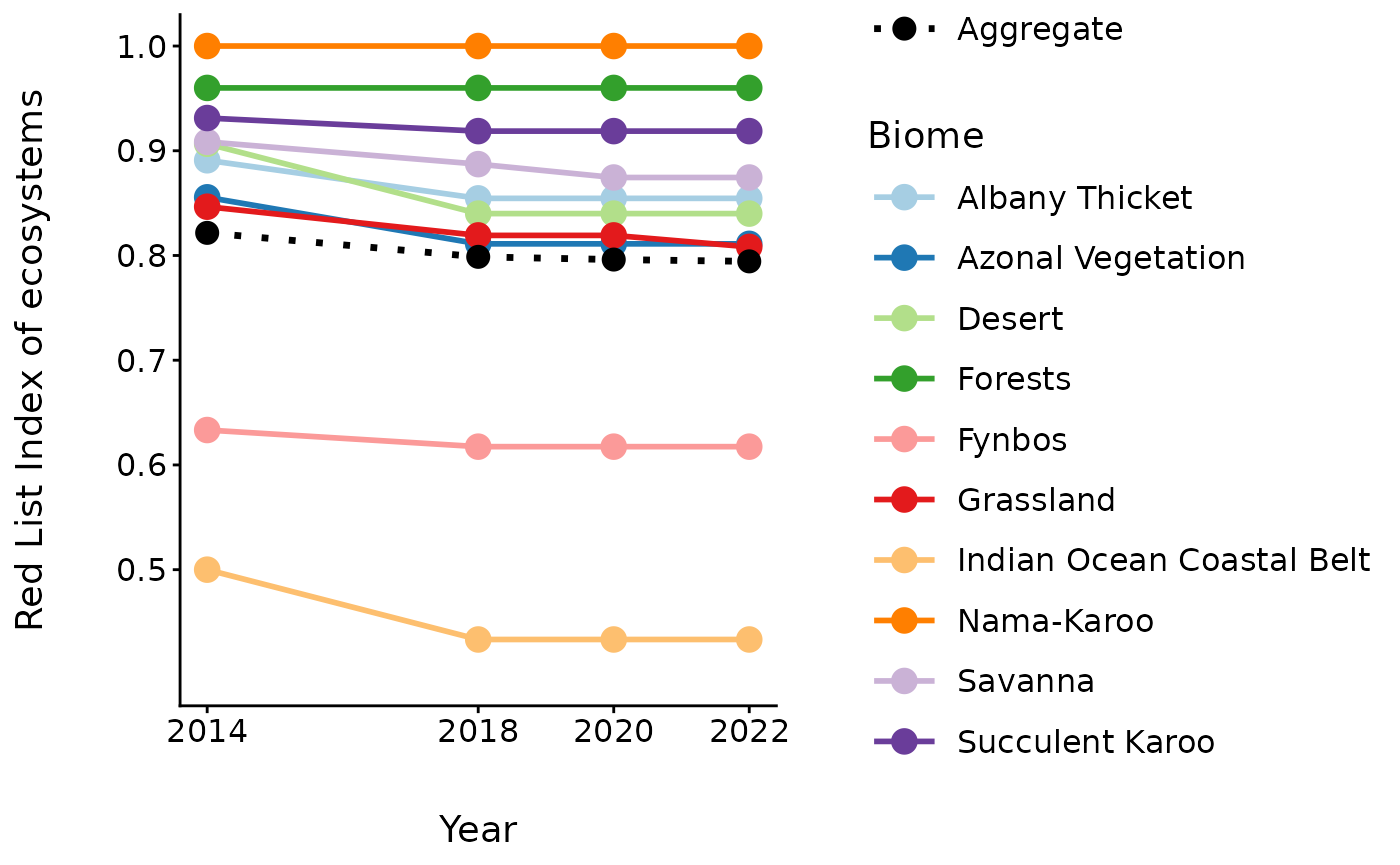 Red List Index of ecosystems
1.0
0.9
0.8
0.7
0.6
0.5
2014 2018 2020 2022
Year
Aggregate
Biome
Albany Thicket
Azonal Vegetation
Desert
Forests
Fynbos
Grassland
Indian Ocean Coastal Belt
Nama-Karoo
Savanna
Succulent Karoo